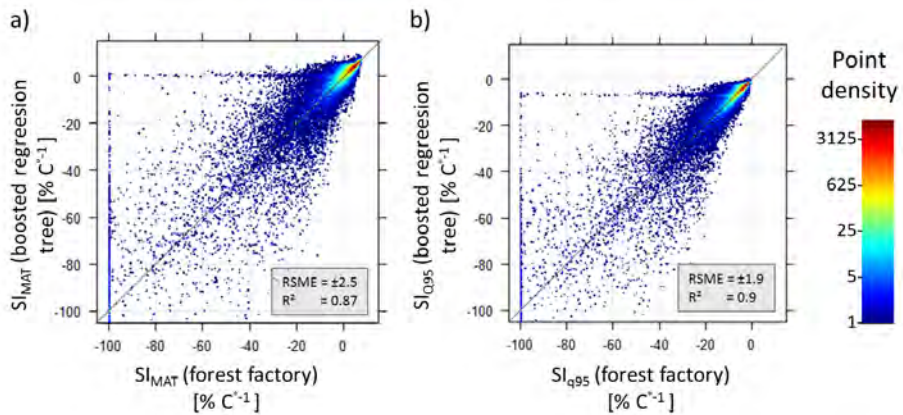 a)
SI_MAT (boosted regreesion
tree) [% C°⁻¹]
0
-20
-40
-60
-80
-100
RSME = ±2.5
R² = 0.87
-100 -80 -60 -40 -20 0
SI_MAT (forest factory)
[% C°⁻¹]
b)
SI_Q95 (boosted regreesion
tree) [% C°⁻¹]
0
-20
-40
-60
-80
-100
RSME = ±1.9
R² = 0.9
-100 -80 -60 -40 -20 0
SI_q95 (forest factory)
[% C°⁻¹]
Point
density
3125
625
25
5
1